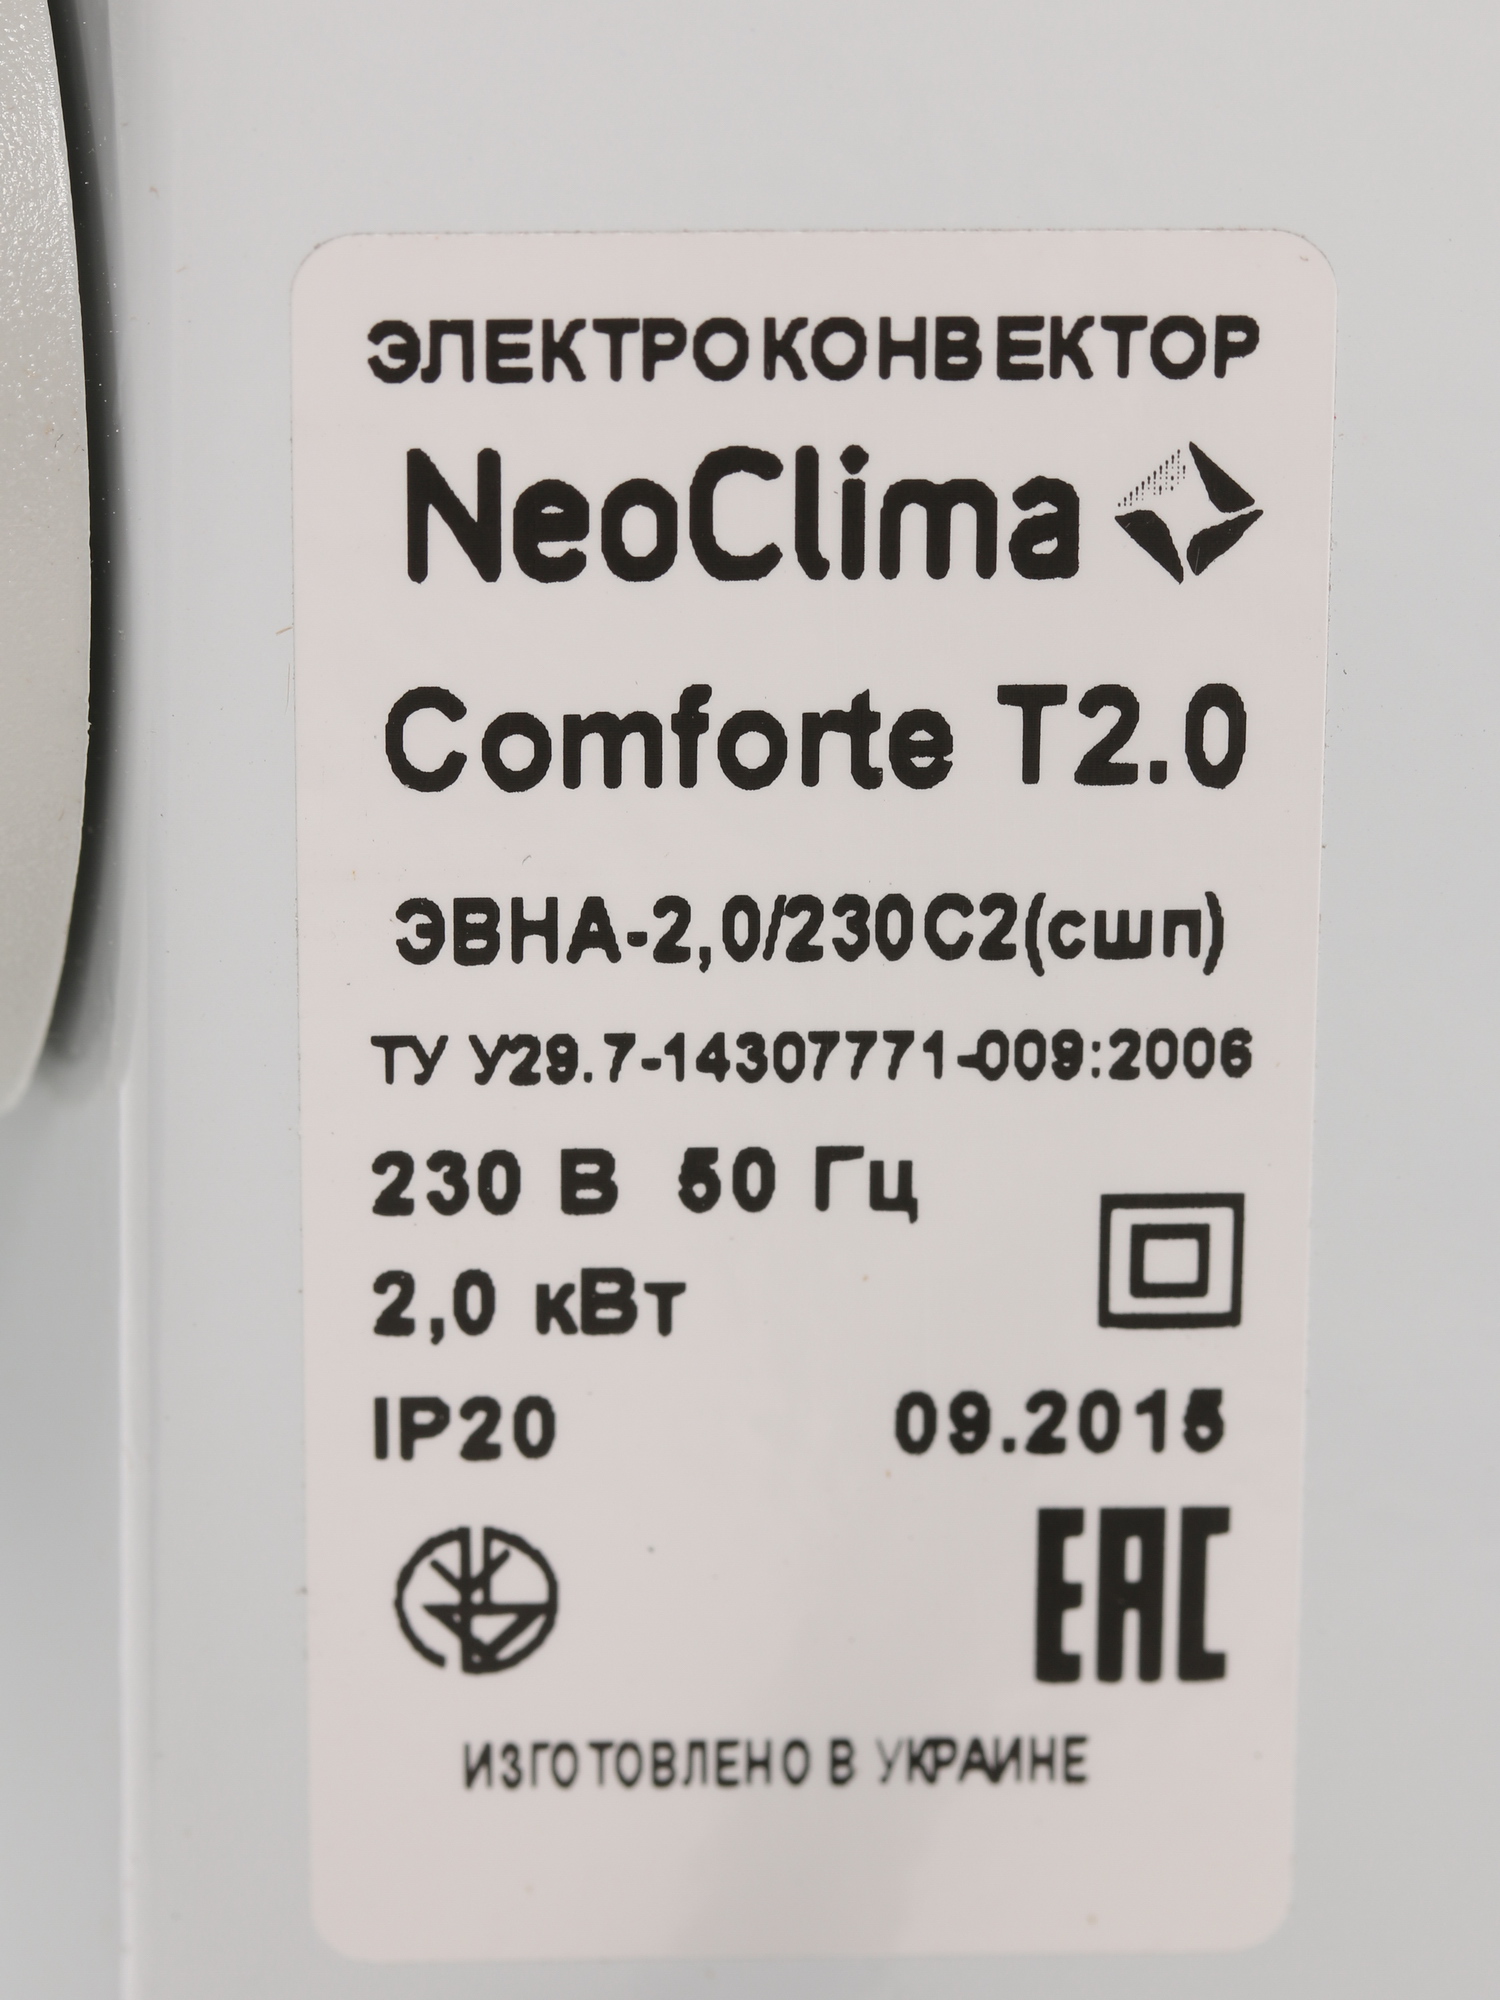 ЭЛЕКТРОКОНВЕКТОР
NeoClima
Comforte T2.0
ЭВНА-2,0/230С2(сшп)
ТУ У29.7-14307771-009:2006
230 В 50 Гц
2,0 кВт
IP20 09.2015
EAC
ИЗГОТОВЛЕНО В УКРАИНЕ